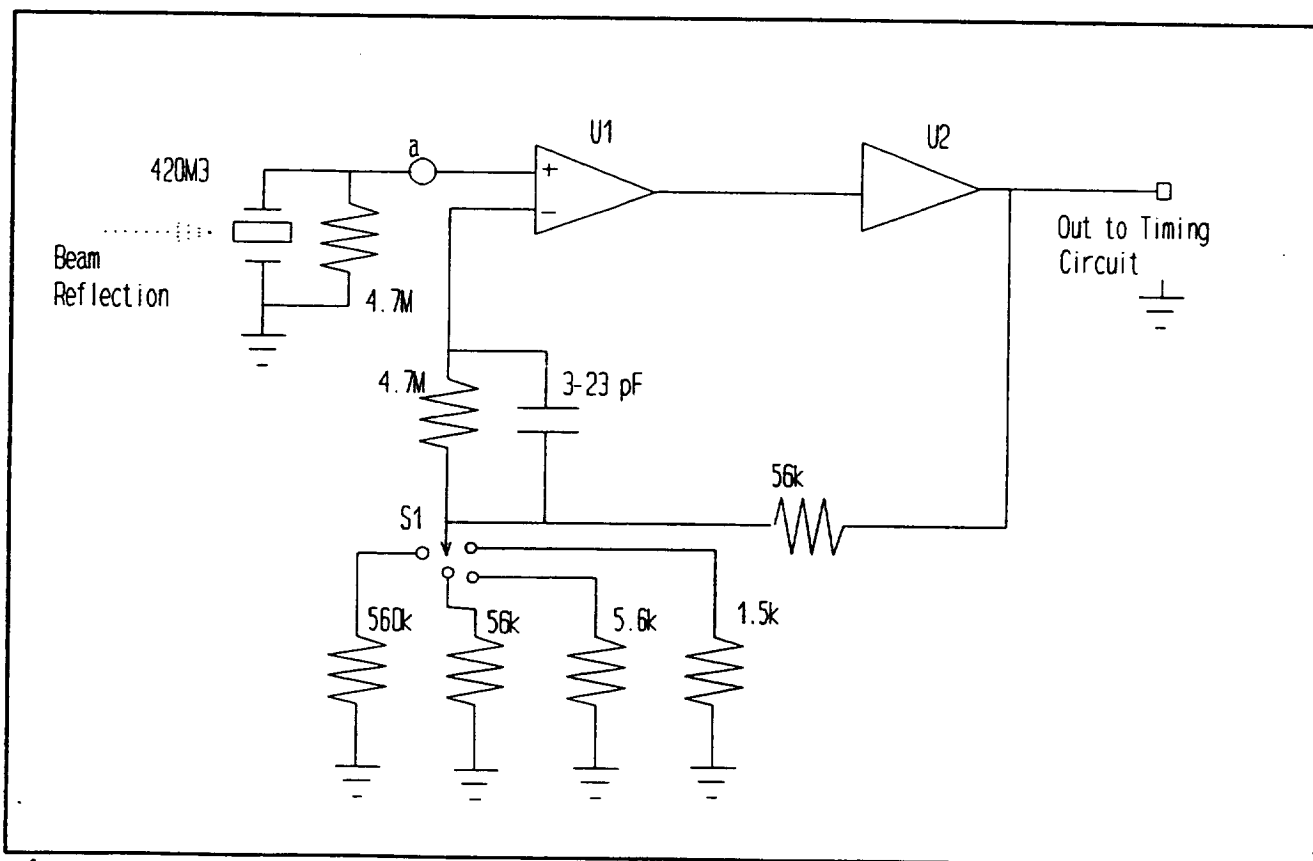 U1
U2
a
420M3
+
−
Beam
Reflection
Out to Timing
Circuit
4.7M
4.7M
3-23 pF
56k
S1
560k
56k
5.6k
1.5k